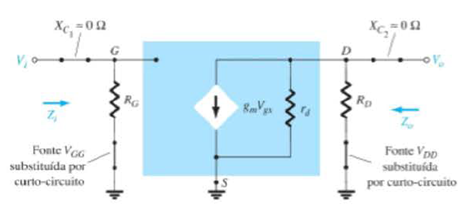 X_C₁ = 0 Ω
X_C₂ = 0 Ω
V_i
G
D
V_o
Z_i
R_G
g_mV_gs
r_d
R_D
Z_o
Fonte V_GG
substituída por
curto-circuito
S
Fonte V_DD
substituída
por curto-circuito